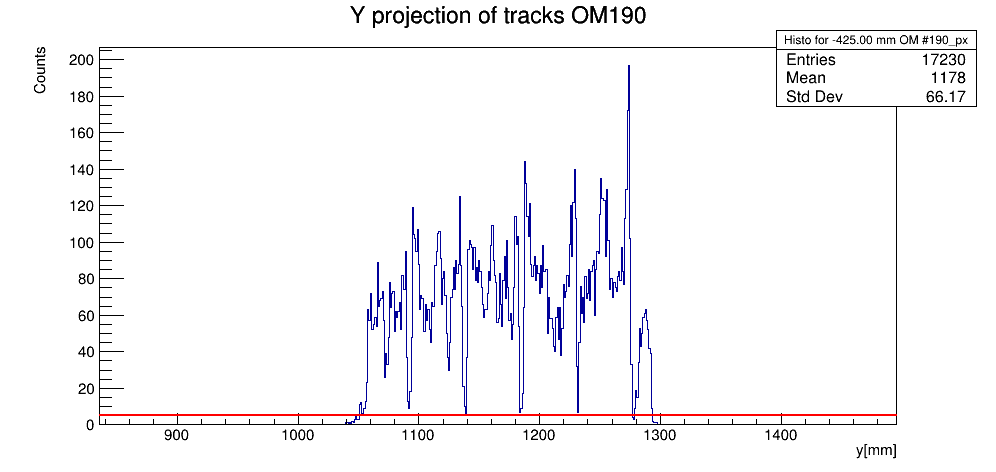 Y projection of tracks OM190
Histo for -425.00 mm OM #190_px
Entries 17230
Mean 1178
Std Dev 66.17
Counts
200
180
160
140
120
100
80
60
40
20
0
900 1000 1100 1200 1300 1400
y[mm]